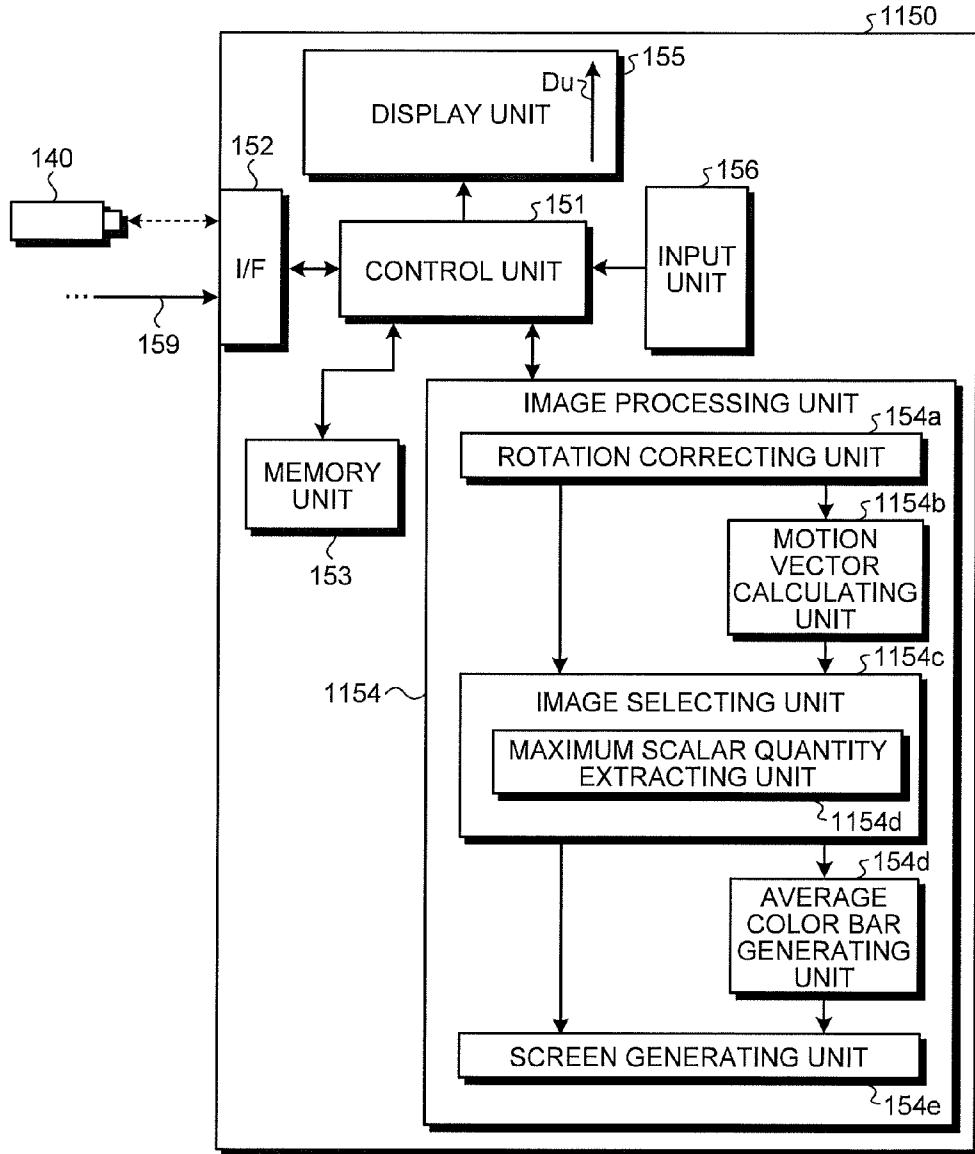 1150
155
Du
DISPLAY UNIT
152
140
156
151
I/F
CONTROL UNIT
INPUT
UNIT
...
159
IMAGE PROCESSING UNIT
154a
ROTATION CORRECTING UNIT
MEMORY
UNIT
153
1154b
MOTION
VECTOR
CALCULATING
UNIT
1154
1154c
IMAGE SELECTING UNIT
MAXIMUM SCALAR QUANTITY
EXTRACTING UNIT
1154d
154d
AVERAGE
COLOR BAR
GENERATING
UNIT
SCREEN GENERATING UNIT
154e